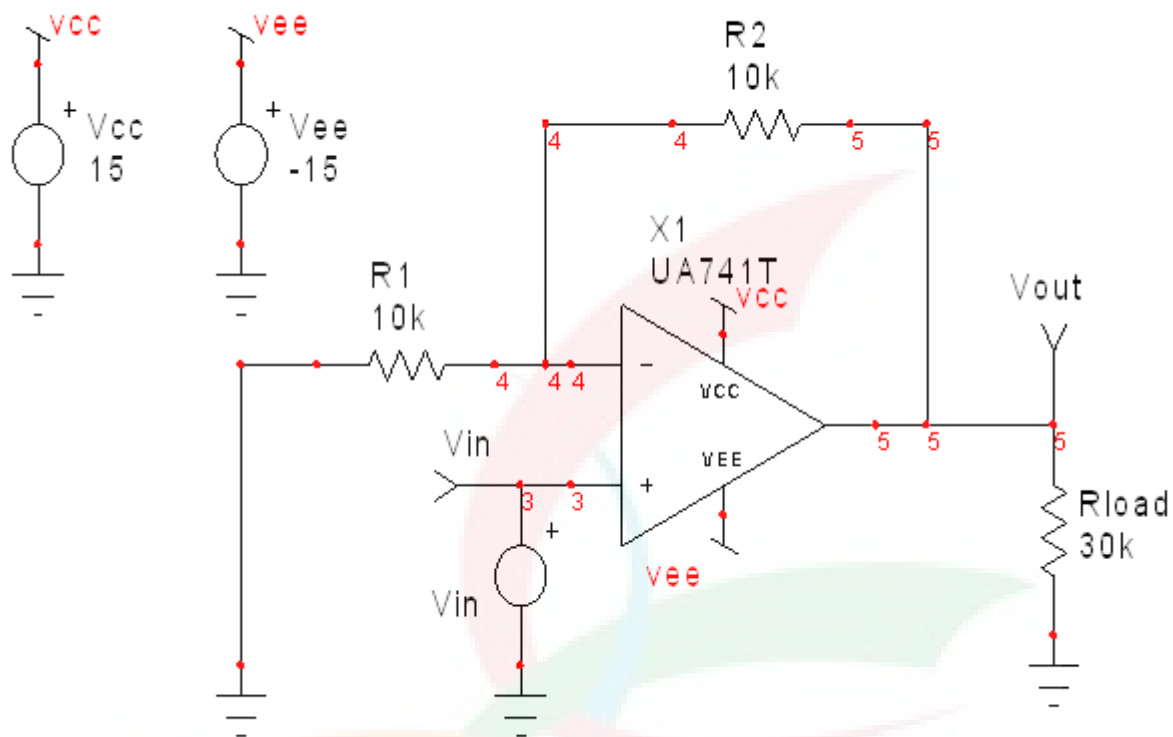 vcc
vee
+
Vcc
15
+
Vee
-15
R2
10k
4
4
5
5
X1
UA741T
vcc
R1
10k
Vout
4
4
4
-
VCC
Vin
VEE
5
5
5
3
3
+
Rload
30k
+
vee
Vin